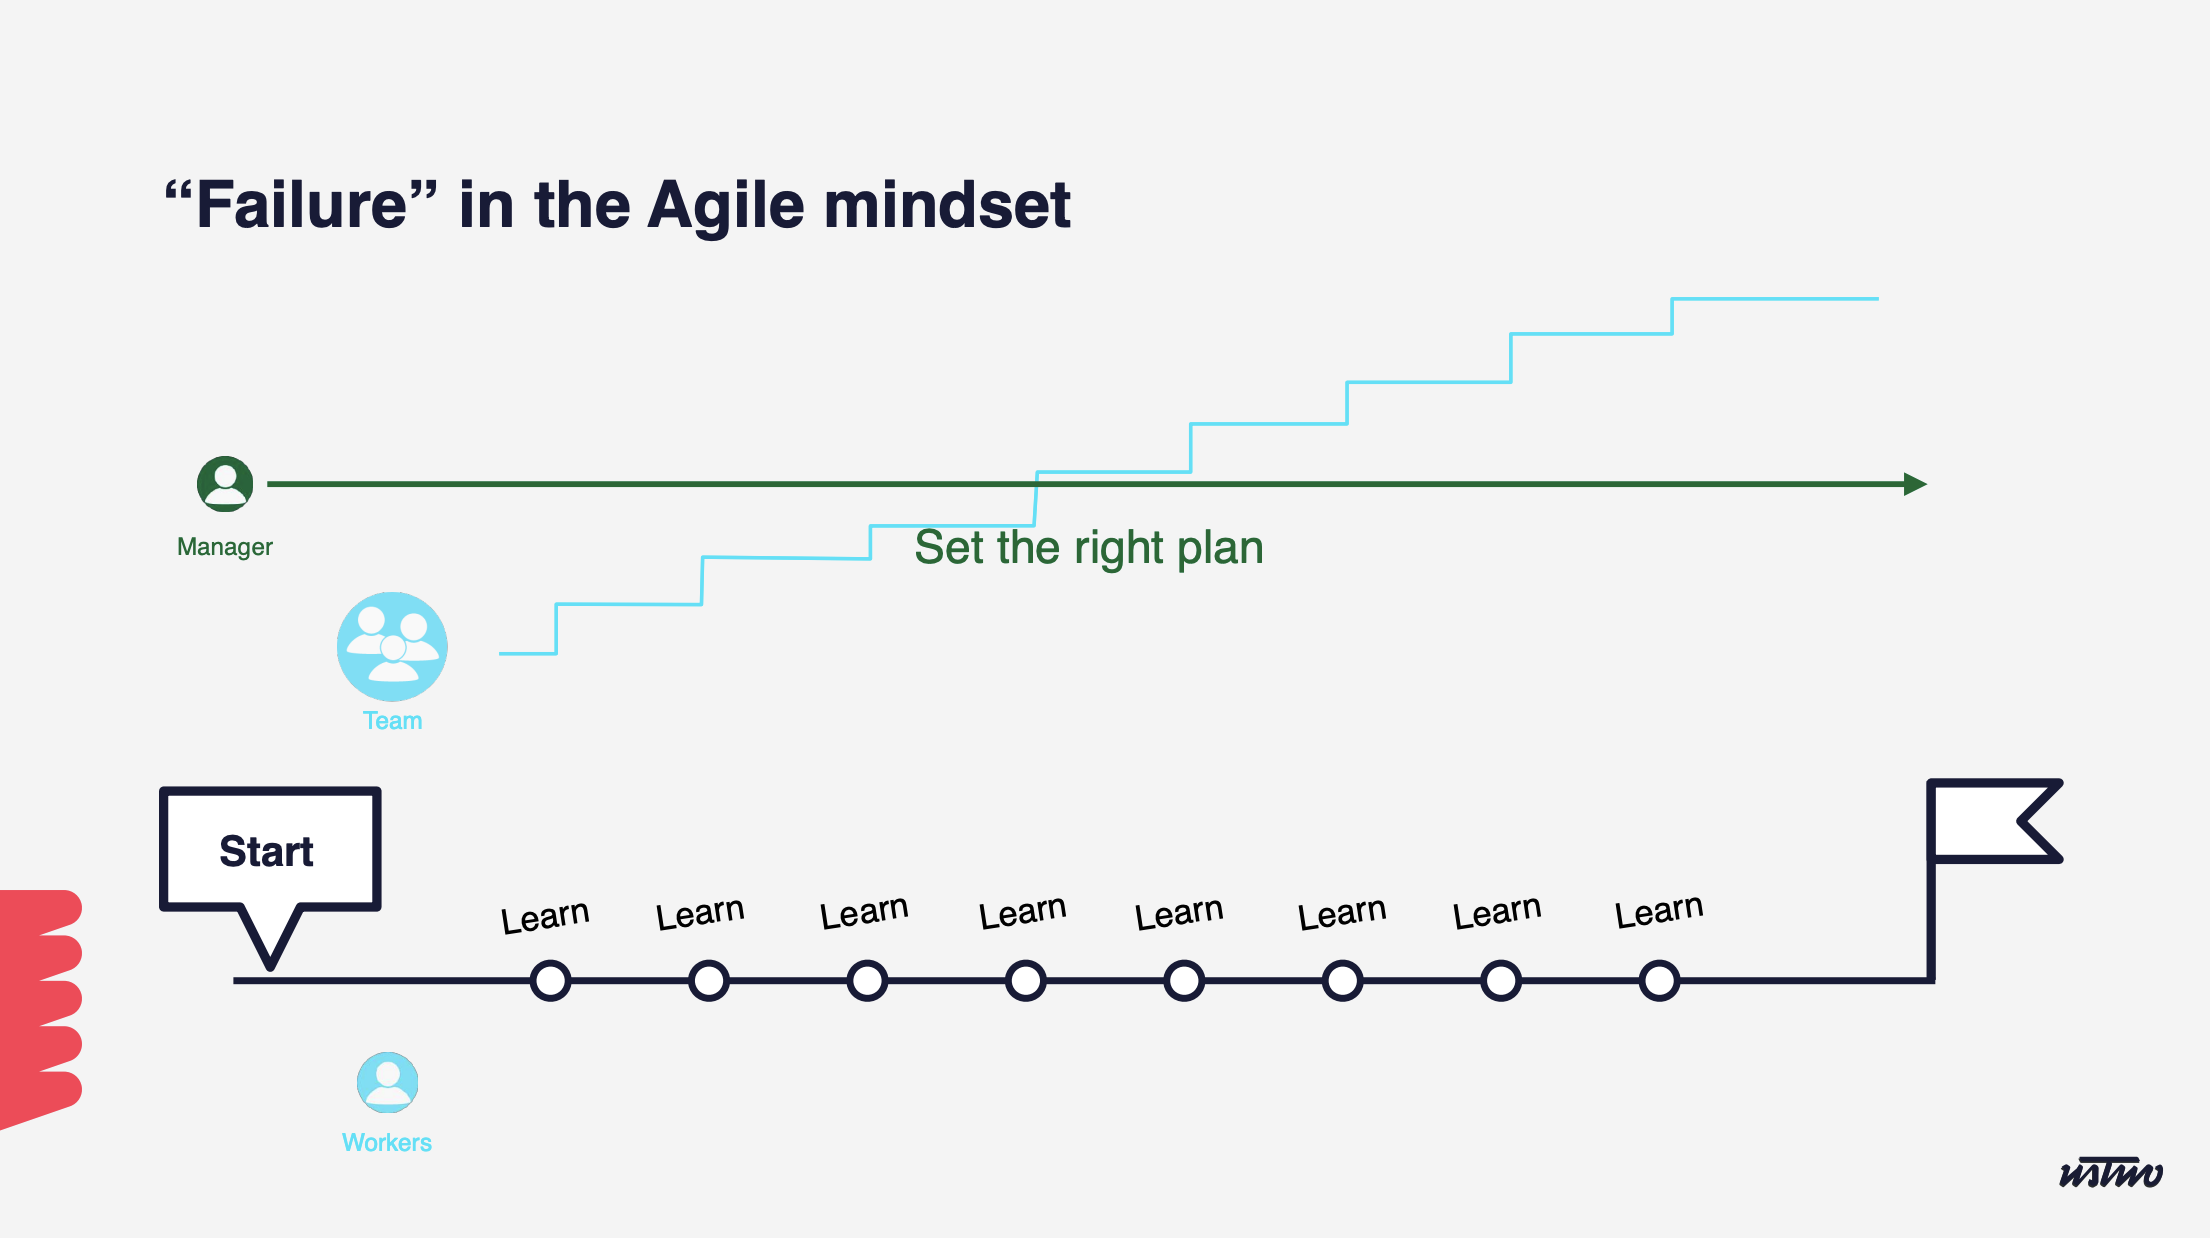 “Failure” in the Agile mindset
Manager
Set the right plan
Team
Start
Learn Learn Learn Learn Learn Learn Learn Learn
Workers
ustwo